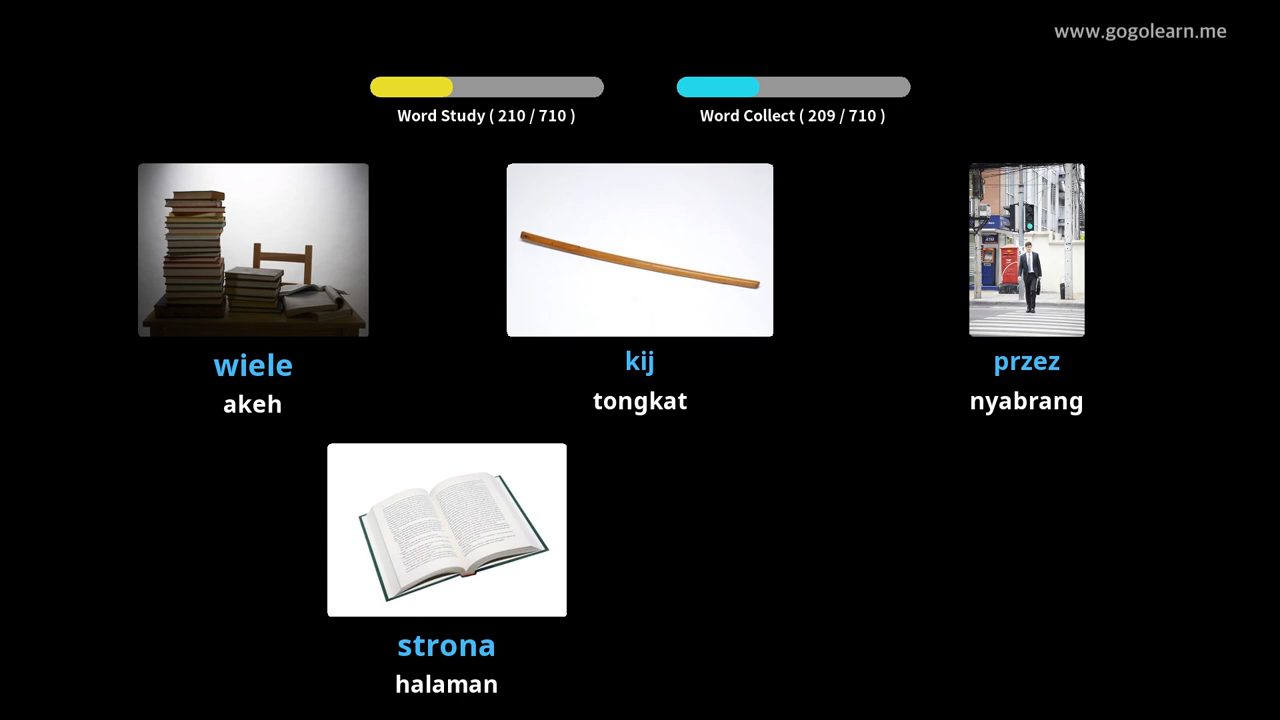 www.gogolearn.me
Word Study ( 210 / 710 )
Word Collect ( 209 / 710 )
wiele
akeh
kij
tongkat
przez
nyabrang
strona
halaman